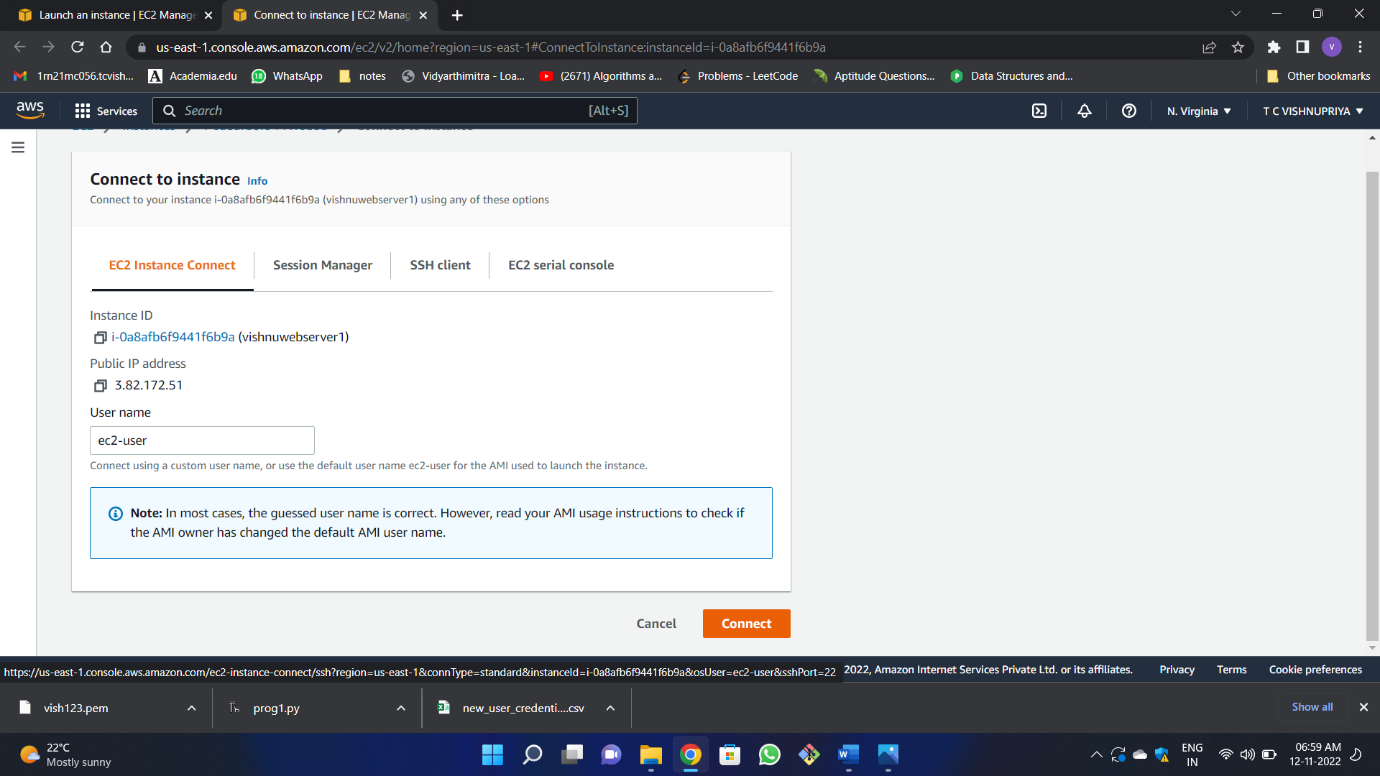 Launch an instance | EC2 Manag
Connect to instance | EC2 Manag
us-east-1.console.aws.amazon.com/ec2/v2/home?region=us-east-1#ConnectToInstance:instanceId=i-0a8afb6f9441f6b9a
V
1rn21mc056.tcvish...
Academia.edu
WhatsApp
notes
Vidyarthimitra - Loa...
(2671) Algorithms a...
Problems - LeetCode
Aptitude Questions...
Data Structures and...
Other bookmarks
aws
Services
Search
[Alt+S]
N. Virginia
T C VISHNUPRIYA
Connect to instance Info
Connect to your instance i-0a8afb6f9441f6b9a (vishnuwebserver1) using any of these options
EC2 Instance Connect
Session Manager
SSH client
EC2 serial console
Instance ID
i-0a8afb6f9441f6b9a (vishnuwebserver1)
Public IP address
3.82.172.51
User name
ec2-user
Connect using a custom user name, or use the default user name ec2-user for the AMI used to launch the instance.
Note: In most cases, the guessed user name is correct. However, read your AMI usage instructions to check if
the AMI owner has changed the default AMI user name.
Cancel
Connect
https://us-east-1.console.aws.amazon.com/ec2-instance-connect/ssh?region=us-east-1&connType=standard&instanceId=i-0a8afb6f9441f6b9a&osUser=ec2-user&sshPort=22
2022, Amazon Internet Services Private Ltd. or its affiliates.
Privacy
Terms
Cookie preferences
vish123.pem
prog1.py
new_user_credenti....csv
Show all
22°C
Mostly sunny
ENG
IN
06:59 AM
12-11-2022